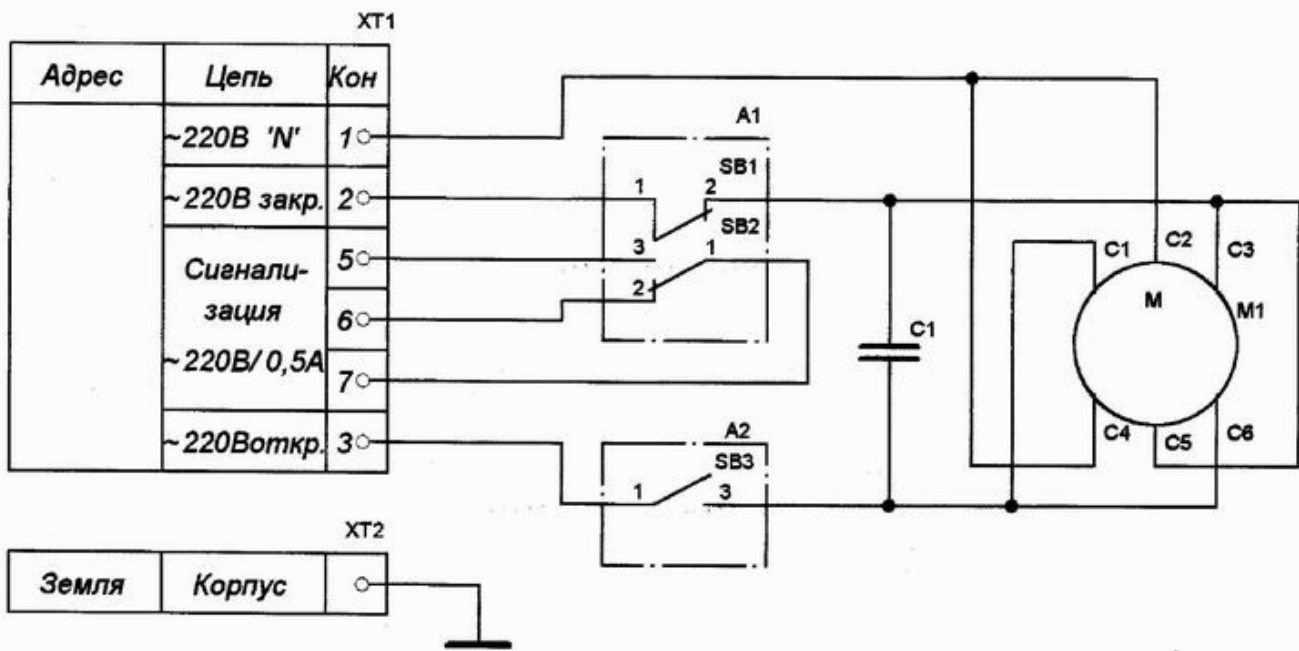 XT1
Адрес Цепь Кон
~220В 'N' 1
~220В закр. 2
Сигнали-
зация
~220В/ 0,5А
5
6
7
~220Воткр. 3
A1
SB1
1 2
SB2
3 1
2
C1
C1 C2 C3
M M1
C4 C5 C6
A2
SB3
1 3
XT2
Земля Корпус